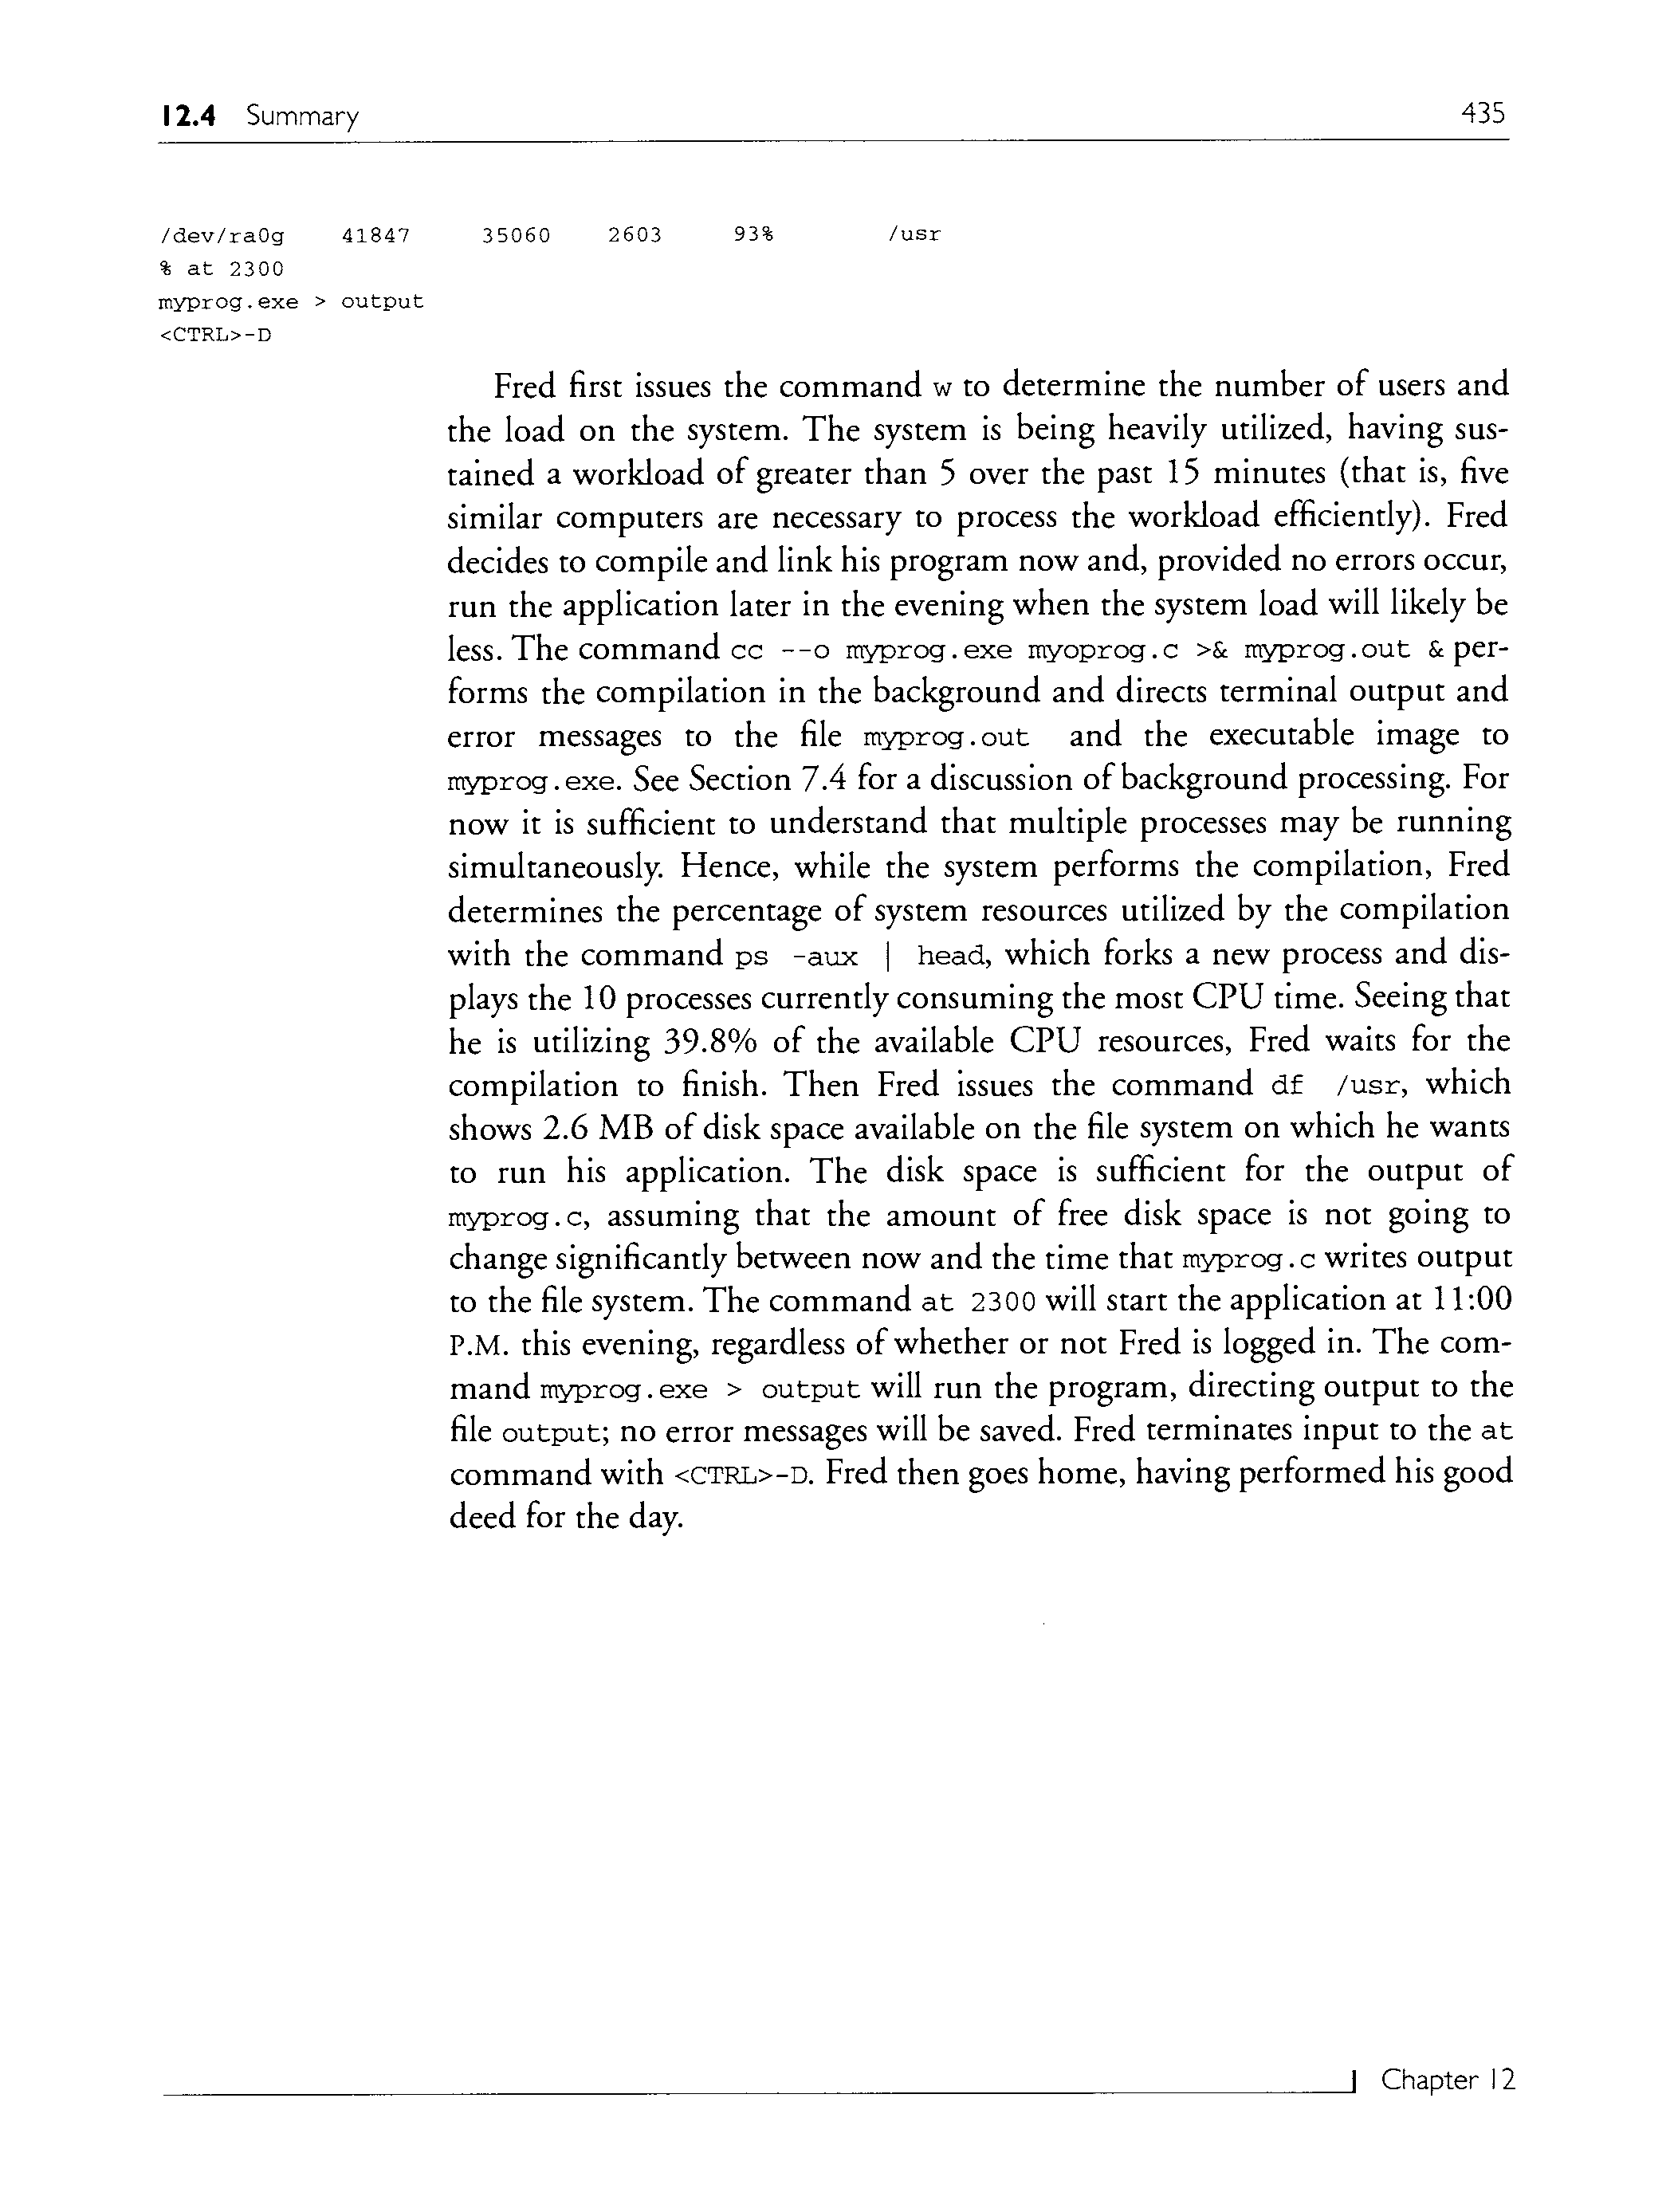 12.4 Summary 435
/dev/ra0g 41847 35060 2603 93% /usr
% at 2300
myprog.exe > output
<CTRL>-D
Fred first issues the command w to determine the number of users and
the load on the system. The system is being heavily utilized, having sus-
tained a workload of greater than 5 over the past 15 minutes (that is, five
similar computers are necessary to process the workload efficiently). Fred
decides to compile and link his program now and, provided no errors occur,
run the application later in the evening when the system load will likely be
less. The command cc --o myprog.exe myoprog.c >& myprog.out & per-
forms the compilation in the background and directs terminal output and
error messages to the file myprog.out and the executable image to
myprog.exe. See Section 7.4 for a discussion of background processing. For
now it is sufficient to understand that multiple processes may be running
simultaneously. Hence, while the system performs the compilation, Fred
determines the percentage of system resources utilized by the compilation
with the command ps -aux | head, which forks a new process and dis-
plays the 10 processes currently consuming the most CPU time. Seeing that
he is utilizing 39.8% of the available CPU resources, Fred waits for the
compilation to finish. Then Fred issues the command df /usr, which
shows 2.6 MB of disk space available on the file system on which he wants
to run his application. The disk space is sufficient for the output of
myprog.c, assuming that the amount of free disk space is not going to
change significantly between now and the time that myprog.c writes output
to the file system. The command at 2300 will start the application at 11:00
P.M. this evening, regardless of whether or not Fred is logged in. The com-
mand myprog.exe > output will run the program, directing output to the
file output; no error messages will be saved. Fred terminates input to the at
command with <CTRL>-D. Fred then goes home, having performed his good
deed for the day.
Chapter 12